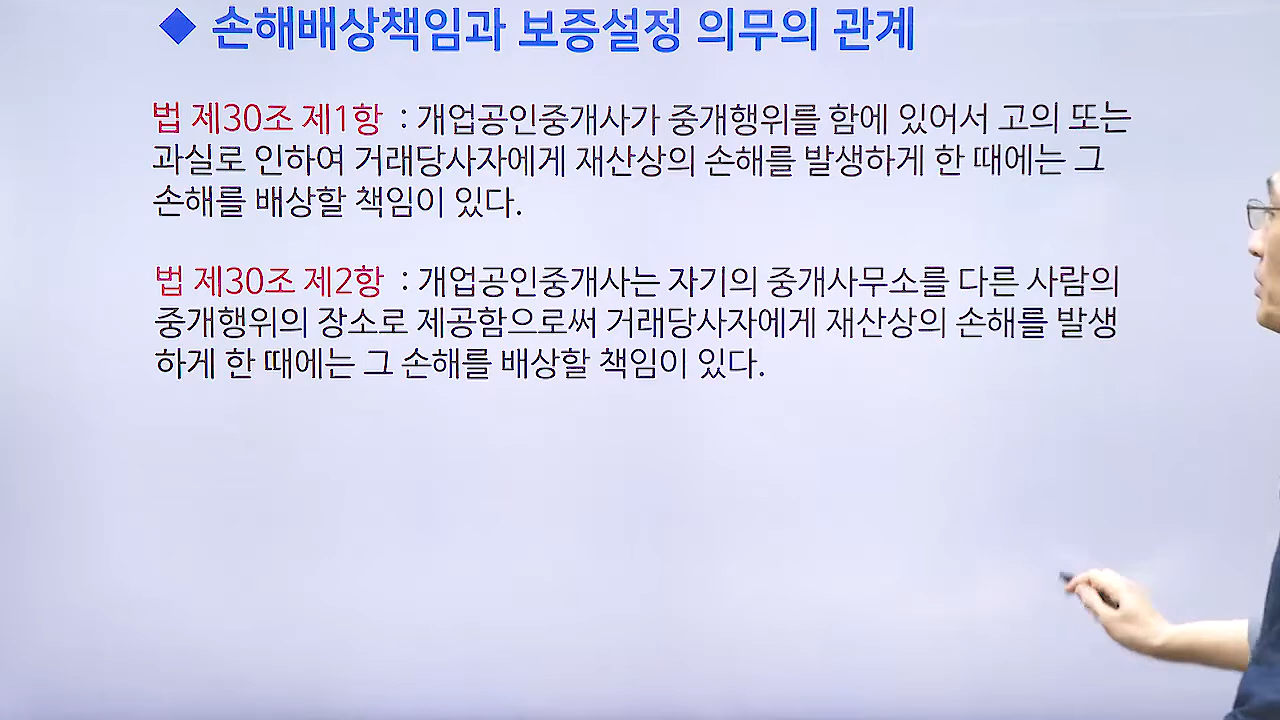 ◆ 손해배상책임과 보증설정 의무의 관계
법 제30조 제1항 : 개업공인중개사가 중개행위를 함에 있어서 고의 또는
과실로 인하여 거래당사자에게 재산상의 손해를 발생하게 한 때에는 그
손해를 배상할 책임이 있다.
법 제30조 제2항 : 개업공인중개사는 자기의 중개사무소를 다른 사람의
중개행위의 장소로 제공함으로써 거래당사자에게 재산상의 손해를 발생
하게 한 때에는 그 손해를 배상할 책임이 있다.